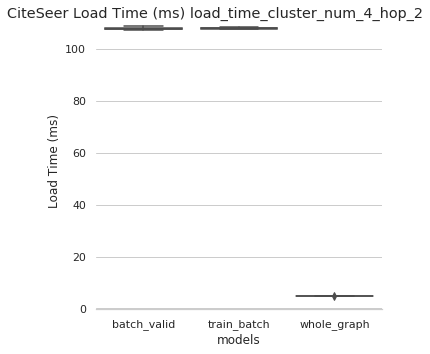 CiteSeer Load Time (ms) load_time_cluster_num_4_hop_2
100
80
60
40
20
0
Load Time (ms)
batch_valid train_batch whole_graph
models